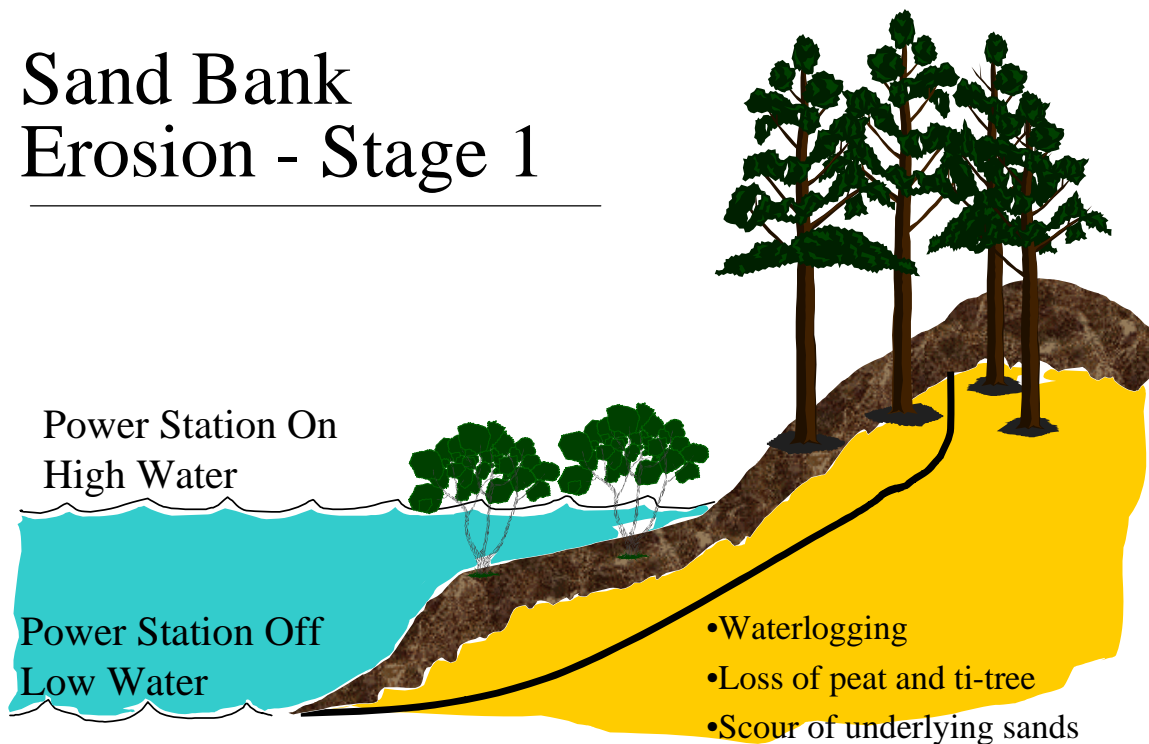 Sand Bank
Erosion - Stage 1
Power Station On
High Water
Power Station Off
Low Water
•Waterlogging
•Loss of peat and ti-tree
•Scour of underlying sands